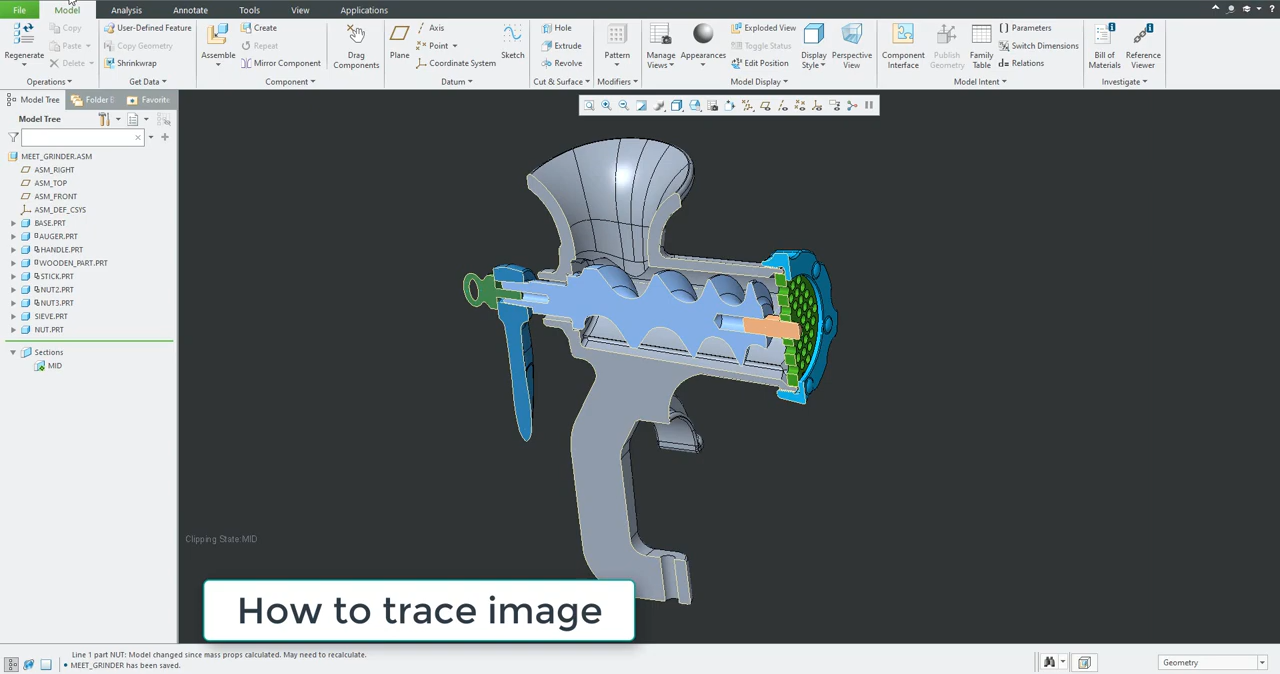 File Model Analysis Annotate Tools View Applications
Regenerate
Copy
Paste
Delete
Operations
User-Defined Feature
Copy Geometry
Shrinkwrap
Get Data
Assemble
Create
Repeat
Mirror Component
Component
Drag Components
Plane
Axis
Point
Coordinate System
Sketch
Datum
Hole
Extrude
Revolve
Cut & Surface
Pattern
Modifiers
Manage Views
Appearances
Exploded View
Toggle Status
Edit Position
Display Style
Perspective View
Model Display
Component Interface
Publish Geometry
Family Table
Parameters
Switch Dimensions
Relations
Model Intent
Bill of Materials
Reference Viewer
Investigate
Model Tree Folder Favorite
Model Tree
MEET_GRINDER.ASM
ASM_RIGHT
ASM_TOP
ASM_FRONT
ASM_DEF_CSYS
BASE.PRT
AUGER.PRT
HANDLE.PRT
WOODEN_PART.PRT
STICK.PRT
NUT2.PRT
NUT3.PRT
SIEVE.PRT
NUT.PRT
Sections
MID
Clipping State:MID
How to trace image
Line 1 part NUT: Model changed since mass props calculated. May need to recalculate.
• MEET_GRINDER has been saved.
Geometry